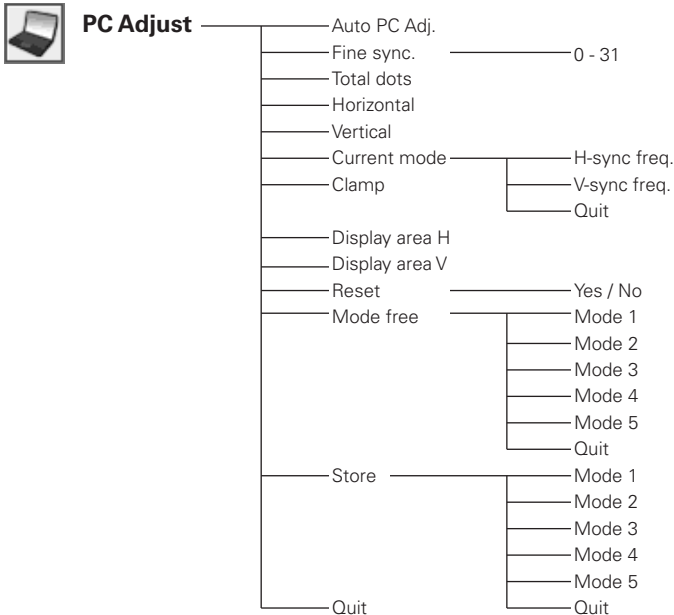 PC Adjust
Auto PC Adj.
Fine sync. 0 - 31
Total dots
Horizontal
Vertical
Current mode H-sync freq.
Clamp V-sync freq.
Quit
Display area H
Display area V
Reset Yes / No
Mode free Mode 1
Mode 2
Mode 3
Mode 4
Mode 5
Quit
Store Mode 1
Mode 2
Mode 3
Mode 4
Mode 5
Quit Quit